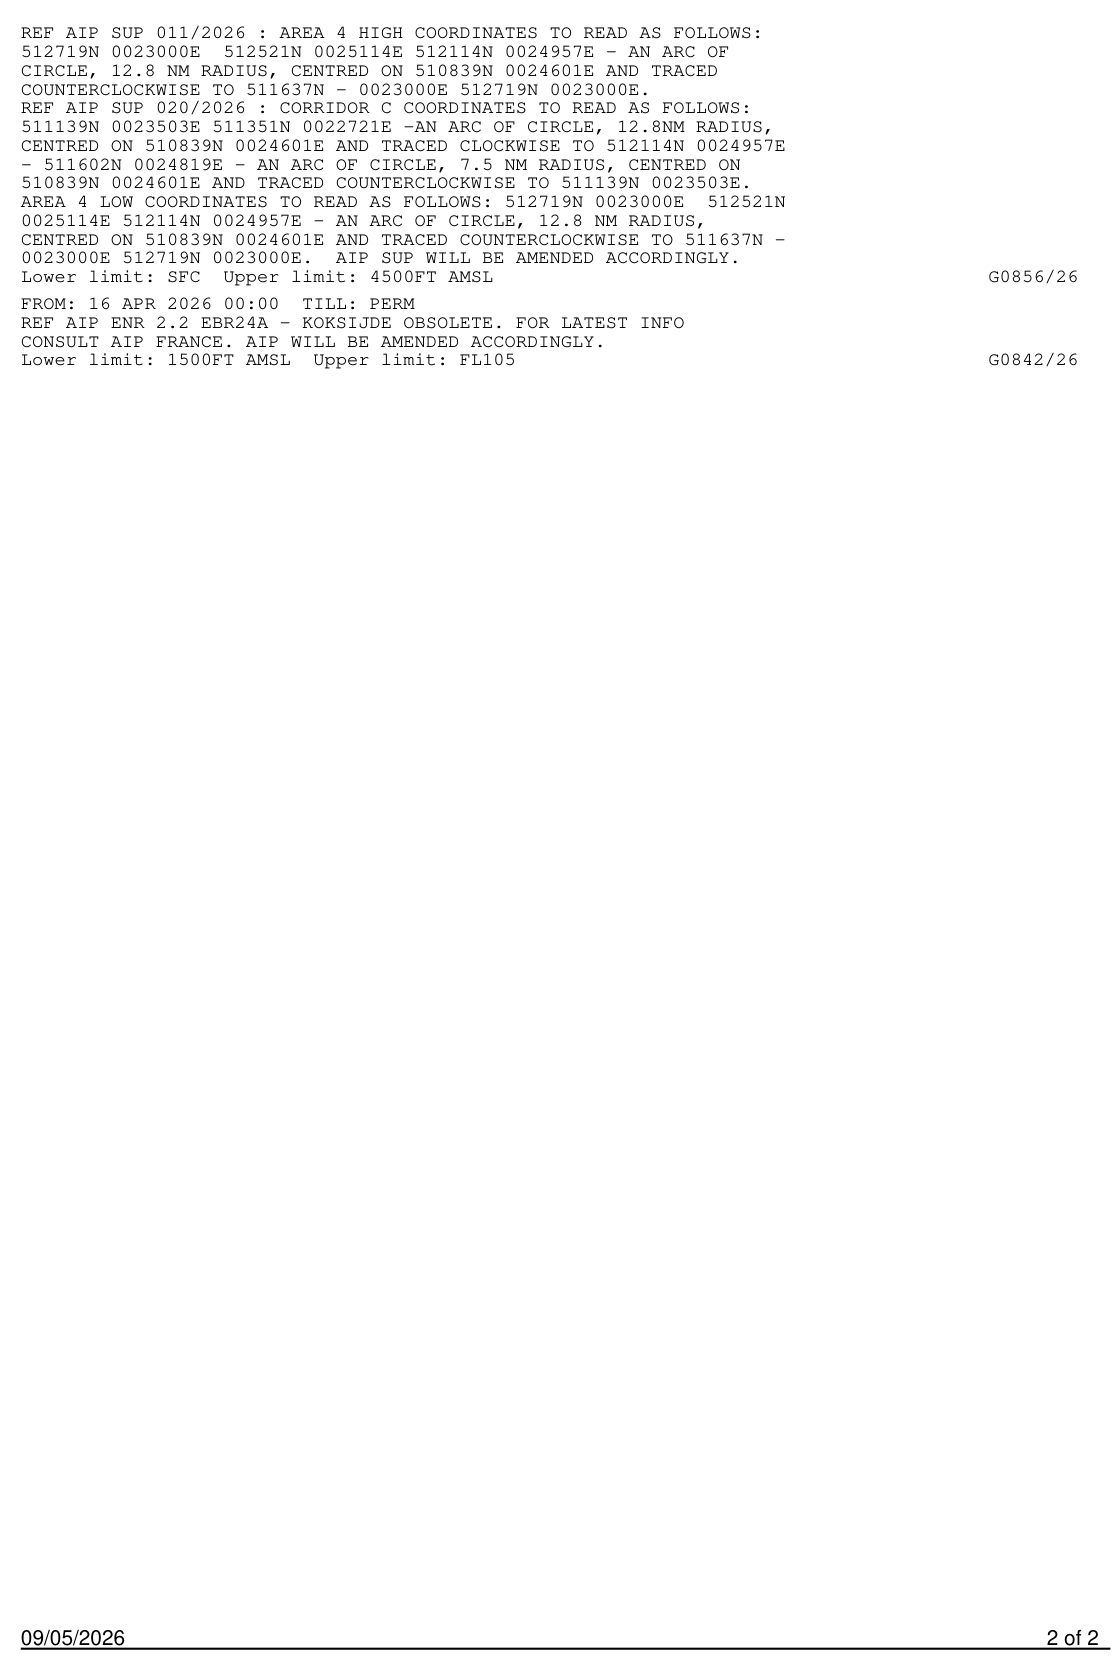 REF AIP SUP 011/2026 : AREA 4 HIGH COORDINATES TO READ AS FOLLOWS:
512719N 0023000E  512521N 0025114E 512114N 0024957E - AN ARC OF
CIRCLE, 12.8 NM RADIUS, CENTRED ON 510839N 0024601E AND TRACED
COUNTERCLOCKWISE TO 511637N - 0023000E 512719N 0023000E.
REF AIP SUP 020/2026 : CORRIDOR C COORDINATES TO READ AS FOLLOWS:
511139N 0023503E 511351N 0022721E -AN ARC OF CIRCLE, 12.8NM RADIUS,
CENTRED ON 510839N 0024601E AND TRACED CLOCKWISE TO 512114N 0024957E
- 511602N 0024819E - AN ARC OF CIRCLE, 7.5 NM RADIUS, CENTRED ON
510839N 0024601E AND TRACED COUNTERCLOCKWISE TO 511139N 0023503E.
AREA 4 LOW COORDINATES TO READ AS FOLLOWS: 512719N 0023000E  512521N
0025114E 512114N 0024957E - AN ARC OF CIRCLE, 12.8 NM RADIUS,
CENTRED ON 510839N 0024601E AND TRACED COUNTERCLOCKWISE TO 511637N -
0023000E 512719N 0023000E.  AIP SUP WILL BE AMENDED ACCORDINGLY.
Lower limit: SFC  Upper limit: 4500FT AMSL G0856/26
FROM: 16 APR 2026 00:00  TILL: PERM
REF AIP ENR 2.2 EBR24A - KOKSIJDE OBSOLETE. FOR LATEST INFO
CONSULT AIP FRANCE. AIP WILL BE AMENDED ACCORDINGLY.
Lower limit: 1500FT AMSL  Upper limit: FL105 G0842/26
09/05/2026 2 of 2